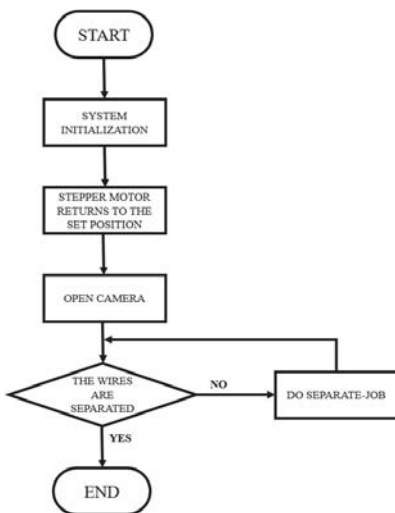 START
SYSTEM
INITIALIZATION
STEPPER MOTOR
RETURNS TO THE
SET POSITION
OPEN CAMERA
THE WIRES
ARE
SEPARATED
NO
DO SEPARATE-JOB
YES
END